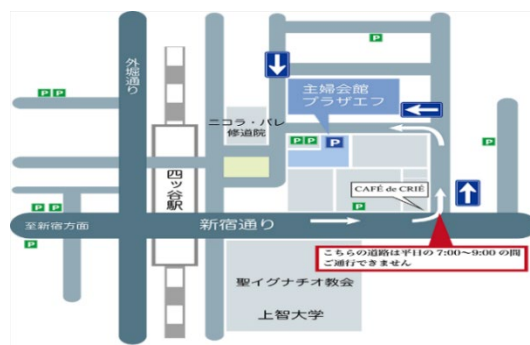 外堀通り
P
P P
主婦会館
プラザエフ
ニコラ・バレ
修道院
P P
P
P
P P
四ッ谷駅
CAFÉ de CRIÉ
P
P
至新宿方面
新宿通り
P
こちらの道路は平日の 7:00～9:00 の間
ご通行できません
聖イグナチオ教会
上智大学